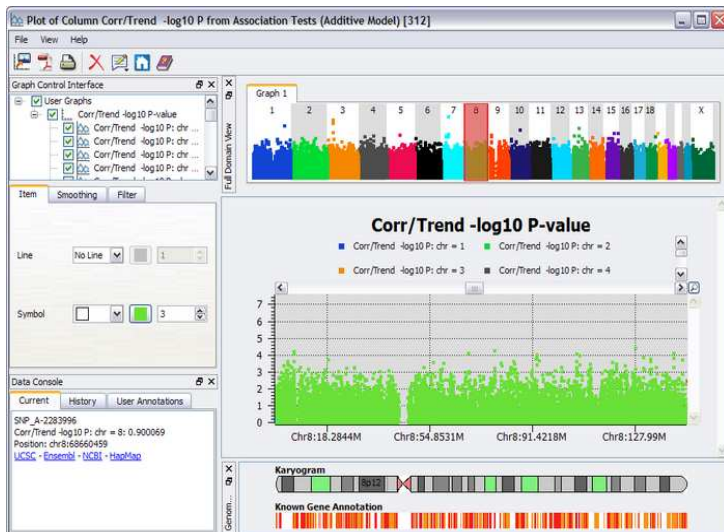 Plot of Column Corr/Trend -log10 P from Association Tests (Additive Model) [312]
File View Help
Graph Control Interface
User Graphs
Corr/Trend -log10 P-value
Corr/Trend -log10 P: chr ...
Corr/Trend -log10 P: chr ...
Corr/Trend -log10 P: chr ...
Item Smoothing Filter
Line No Line 1
Symbol 3
Data Console
Current History User Annotations
SNP_A-2283996
Corr/Trend -log10 P: chr = 8: 0.900069
Position: chr8:68660459
UCSC - Ensembl - NCBI - HapMap
Full Domain View
Graph 1
1 2 3 4 5 6 7 8 9 10 11 12 13 14 15 16 17 18 X
Corr/Trend -log10 P-value
Corr/Trend -log10 P: chr = 1 Corr/Trend -log10 P: chr = 2
Corr/Trend -log10 P: chr = 3 Corr/Trend -log10 P: chr = 4
7
6
5
4
3
2
1
0
Chr8:18.2844M Chr8:54.8531M Chr8:91.4218M Chr8:127.99M
Genom...
Karyogram
8p12
Known Gene Annotation